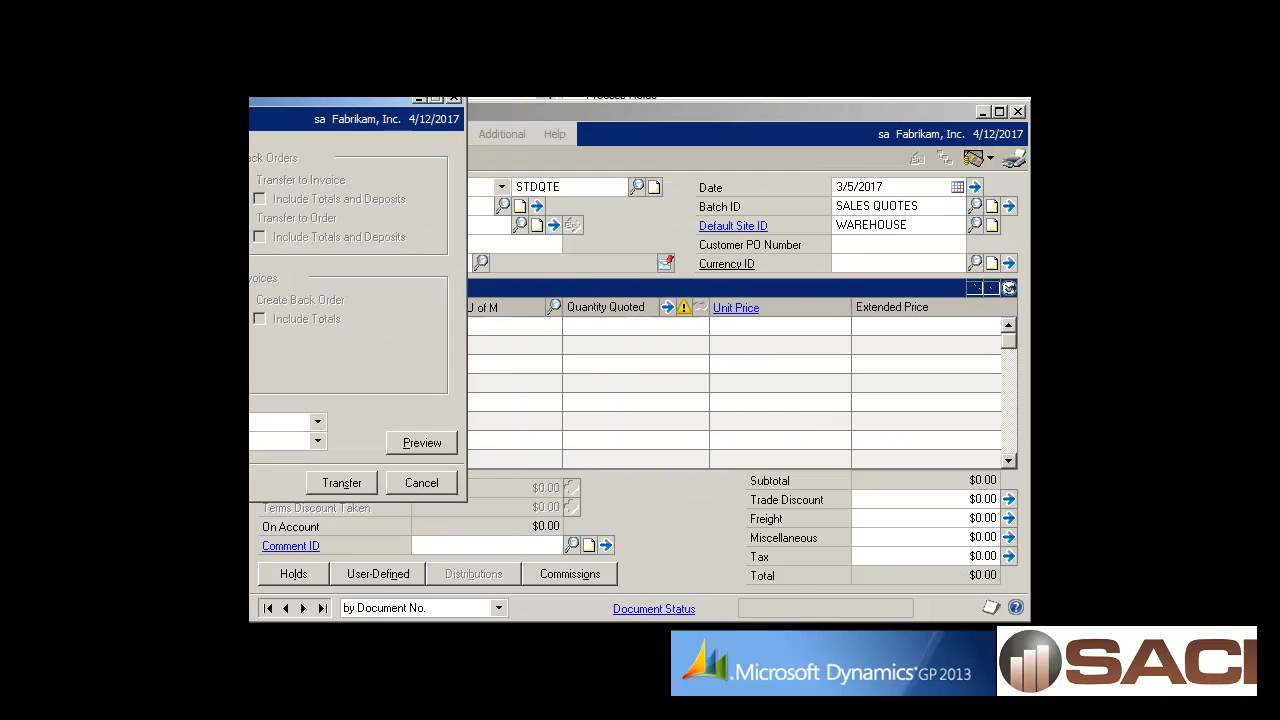 sa Fabrikam, Inc. 4/12/2017
Additional Help
sa Fabrikam, Inc. 4/12/2017
ck Orders
Transfer to Invoice
Include Totals and Deposits
Transfer to Order
Include Totals and Deposits
voices
Create Back Order
Include Totals
Preview
Transfer Cancel
STDQTE
Date 3/5/2017
Batch ID SALES QUOTES
Default Site ID WAREHOUSE
Customer PO Number
Currency ID
U of M Quantity Quoted Unit Price Extended Price
$0.00
Terms Discount Taken $0.00
On Account $0.00
Comment ID
Subtotal $0.00
Trade Discount $0.00
Freight $0.00
Miscellaneous $0.00
Tax $0.00
Total $0.00
Holds User-Defined Distributions Commissions
by Document No. Document Status
Microsoft Dynamics GP 2013
SACI